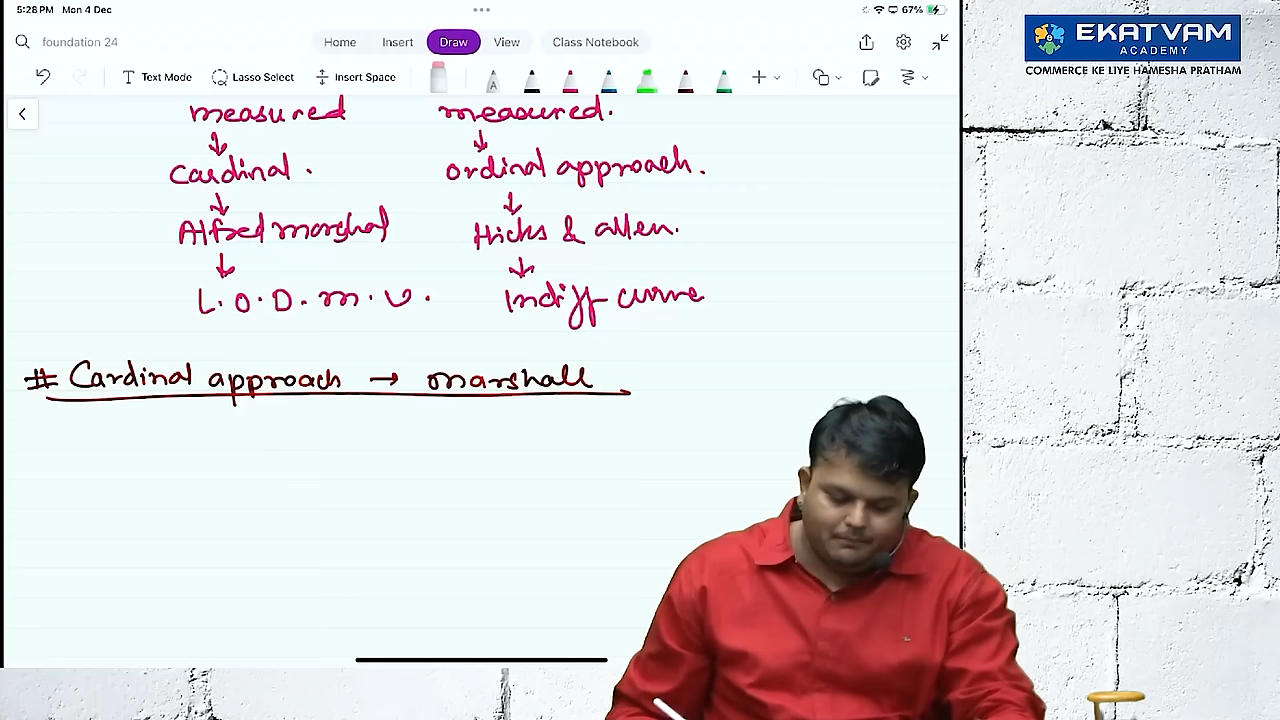 5:28 PM Mon 4 Dec
67%
foundation 24
Home Insert Draw View Class Notebook
Text Mode Lasso Select Insert Space
measured measured.
Cardinal. ordinal approach.
Alfred marshal Hicks & allen.
L.O.D.m.U. Indiff curve
# Cardinal approach → marshall
EKATVAM
ACADEMY
COMMERCE KE LIYE HAMESHA PRATHAM